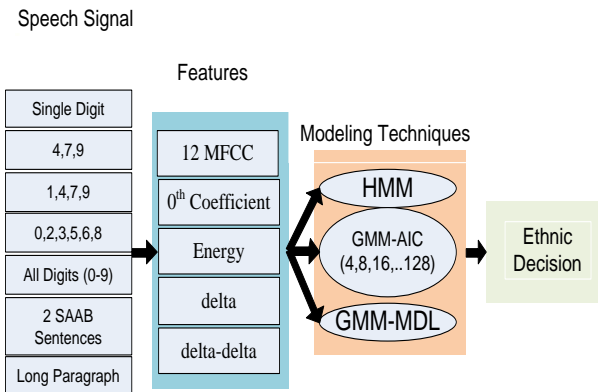 Speech Signal
Single Digit
4,7,9
1,4,7,9
0,2,3,5,6,8
All Digits (0-9)
2 SAAB
Sentences
Long Paragraph
Features
12 MFCC
0th Coefficient
Energy
delta
delta-delta
Modeling Techniques
HMM
GMM-AIC
(4,8,16,..128)
GMM-MDL
Ethnic
Decision